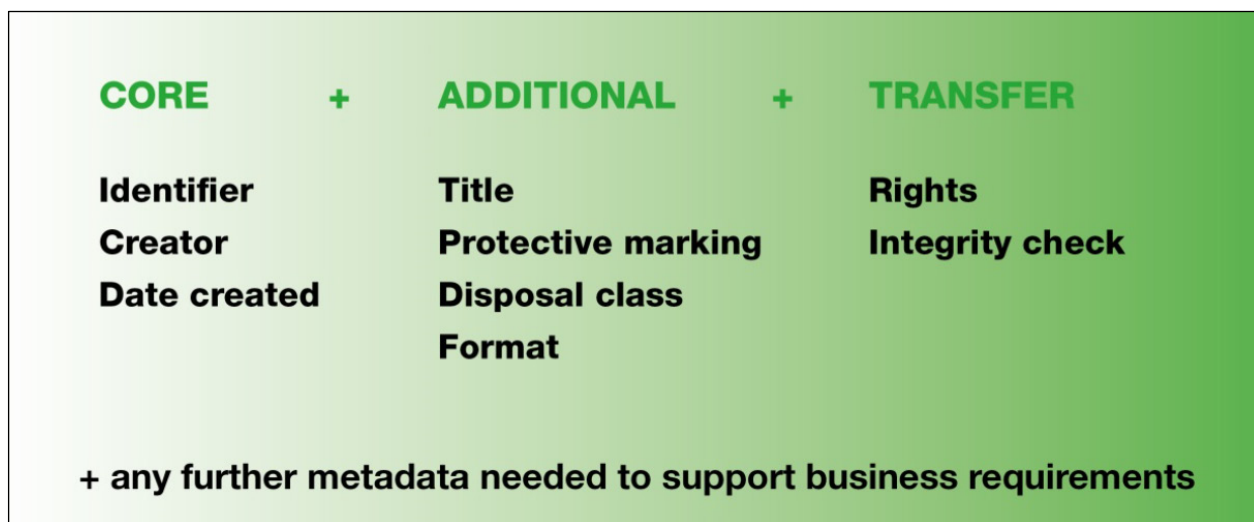 CORE + ADDITIONAL + TRANSFER
Identifier Title Rights
Creator Protective marking Integrity check
Date created Disposal class
Format
+ any further metadata needed to support business requirements